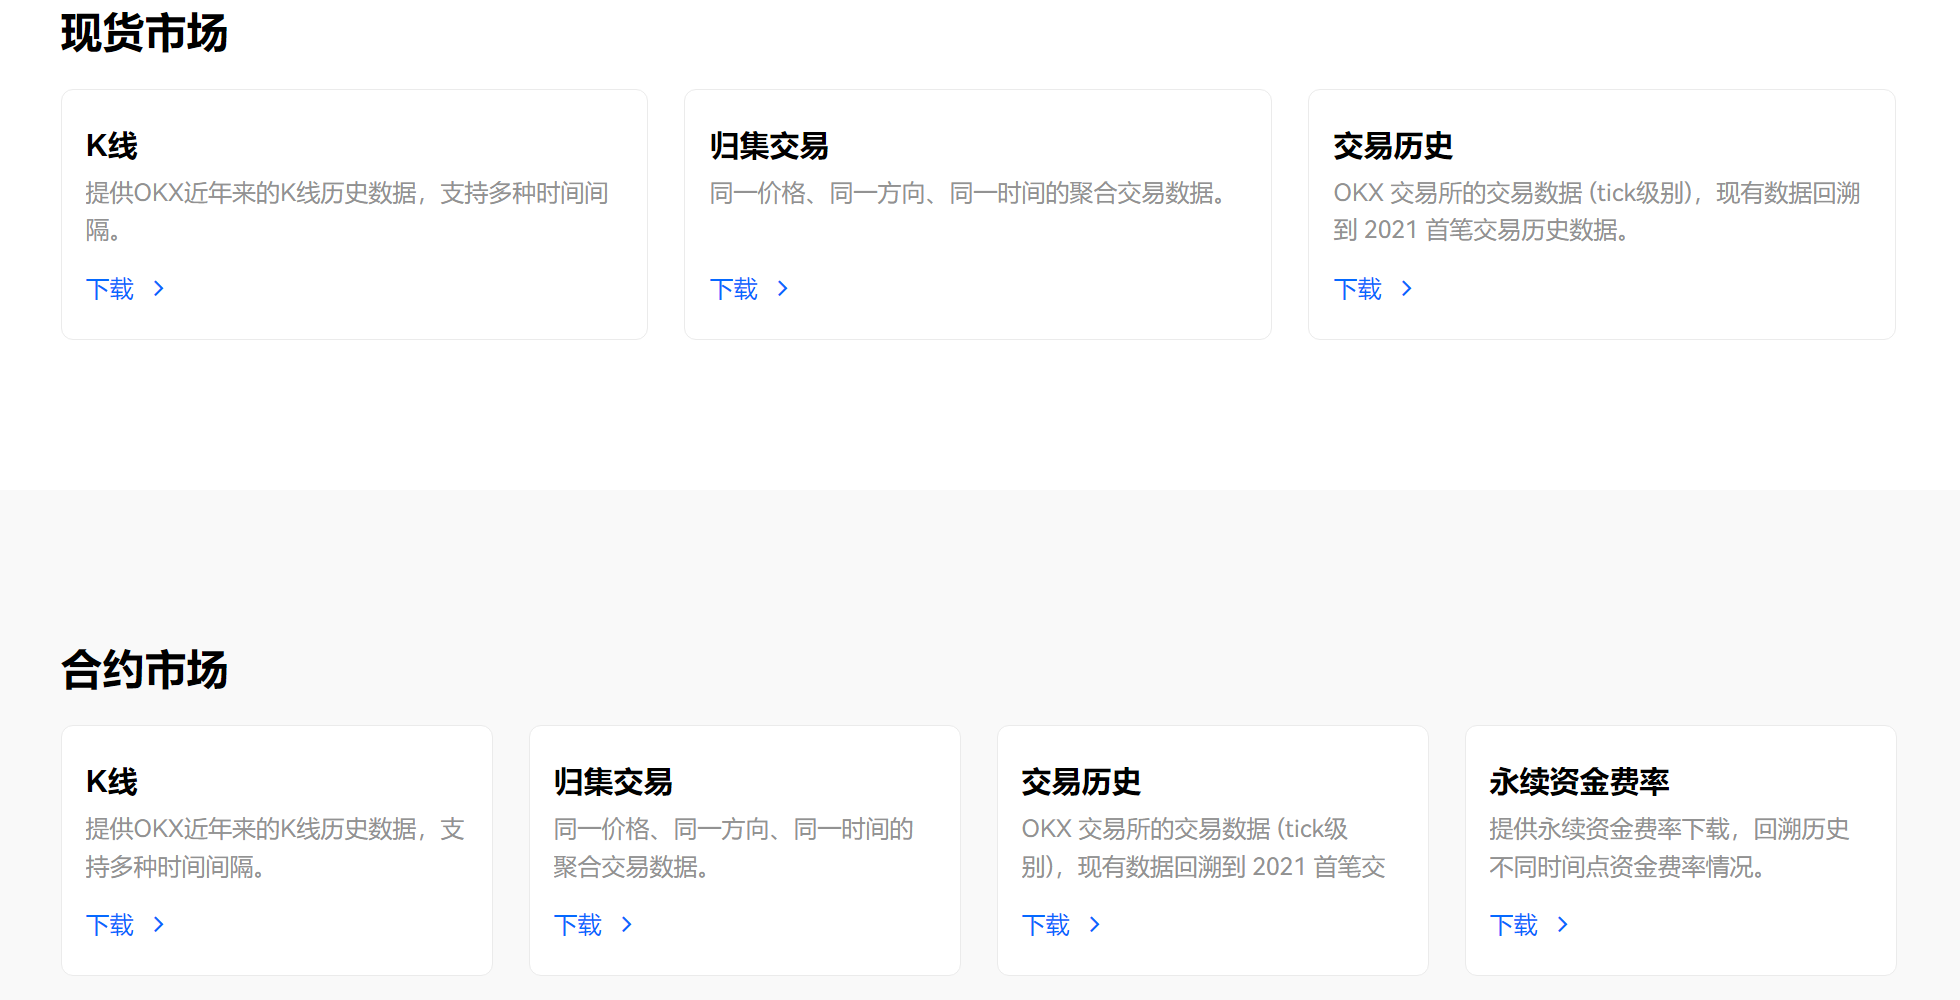 现货市场
K线
提供OKX近年来的K线历史数据，支持多种时间间
隔。
下载
归集交易
同一价格、同一方向、同一时间的聚合交易数据。
下载
交易历史
OKX 交易所的交易数据 (tick级别)，现有数据回溯
到 2021 首笔交易历史数据。
下载
合约市场
K线
提供OKX近年来的K线历史数据，支
持多种时间间隔。
下载
归集交易
同一价格、同一方向、同一时间的
聚合交易数据。
下载
交易历史
OKX 交易所的交易数据 (tick级
别)，现有数据回溯到 2021 首笔交
下载
永续资金费率
提供永续资金费率下载，回溯历史
不同时间点资金费率情况。
下载